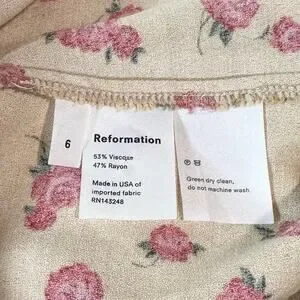 6
Reformation
53% Viscose
47% Rayon
Made in USA of
imported fabric
RN143248
Green dry clean,
do not machine wash.